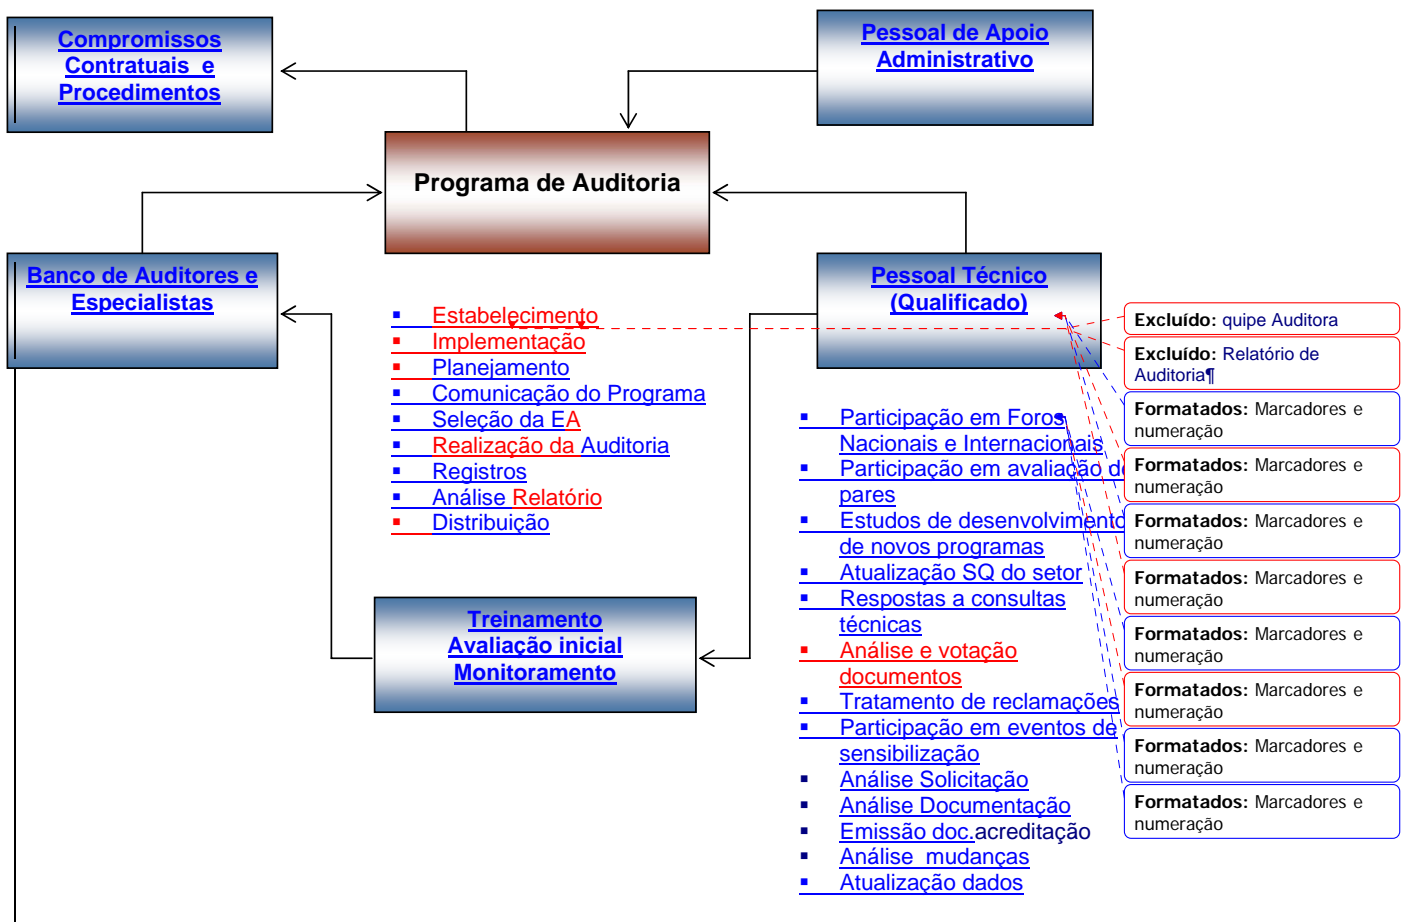 Compromissos
Contratuais e
Procedimentos
Pessoal de Apoio
Administrativo
Programa de Auditoria
Banco de Auditores e
Especialistas
Pessoal Técnico
(Qualificado)
▪ Estabelecimento
▪ Implementação
▪ Planejamento
▪ Comunicação do Programa
▪ Seleção da EA
▪ Realização da Auditoria
▪ Registros
▪ Análise Relatório
▪ Distribuição
Treinamento
Avaliação inicial
Monitoramento
▪ Participação em Foros
Nacionais e Internacionais
▪ Participação em avaliação de
pares
▪ Estudos de desenvolvimento
de novos programas
▪ Atualização SQ do setor
▪ Respostas a consultas
técnicas
▪ Análise e votação
documentos
▪ Tratamento de reclamações
▪ Participação em eventos de
sensibilização
▪ Análise Solicitação
▪ Análise Documentação
▪ Emissão doc.acreditação
▪ Análise mudanças
▪ Atualização dados
Excluído: quipe Auditora
Excluído: Relatório de
Auditoria¶
Formatados: Marcadores e
numeração
Formatados: Marcadores e
numeração
Formatados: Marcadores e
numeração
Formatados: Marcadores e
numeração
Formatados: Marcadores e
numeração
Formatados: Marcadores e
numeração
Formatados: Marcadores e
numeração
Formatados: Marcadores e
numeração